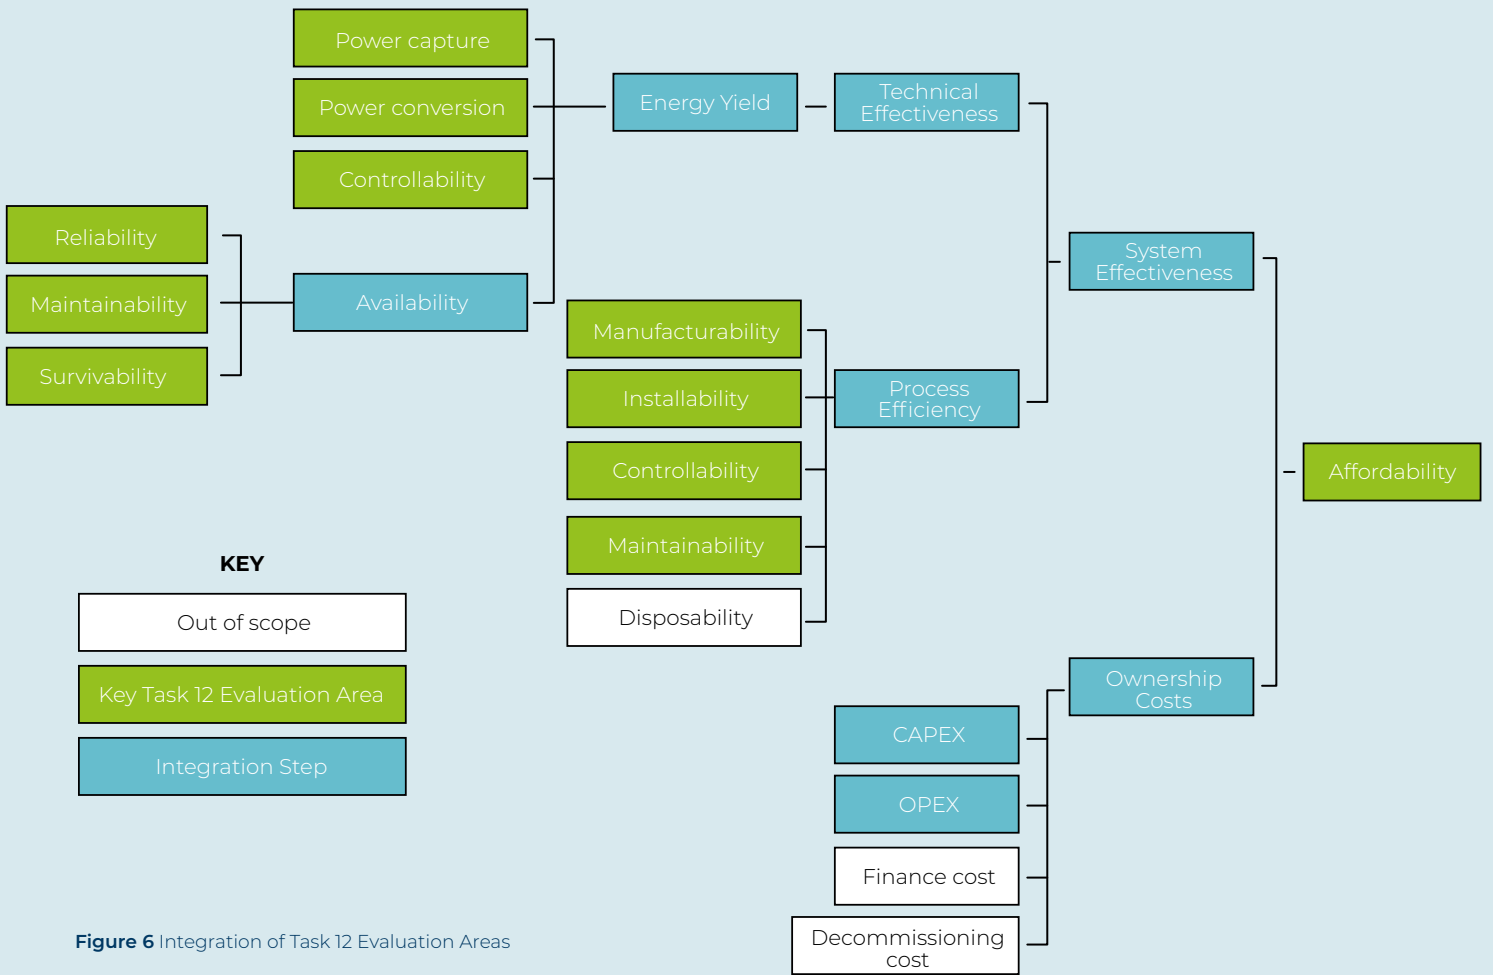 Power capture
Power conversion
Controllability
Reliability
Maintainability
Survivability
Availability
Energy Yield
Technical
Effectiveness
System
Effectiveness
Manufacturability
Installability
Controllability
Maintainability
Disposability
Process
Efficiency
Affordability
Ownership
Costs
CAPEX
OPEX
Finance cost
Decommissioning
cost
KEY
Out of scope
Key Task 12 Evaluation Area
Integration Step
Figure 6 Integration of Task 12 Evaluation Areas